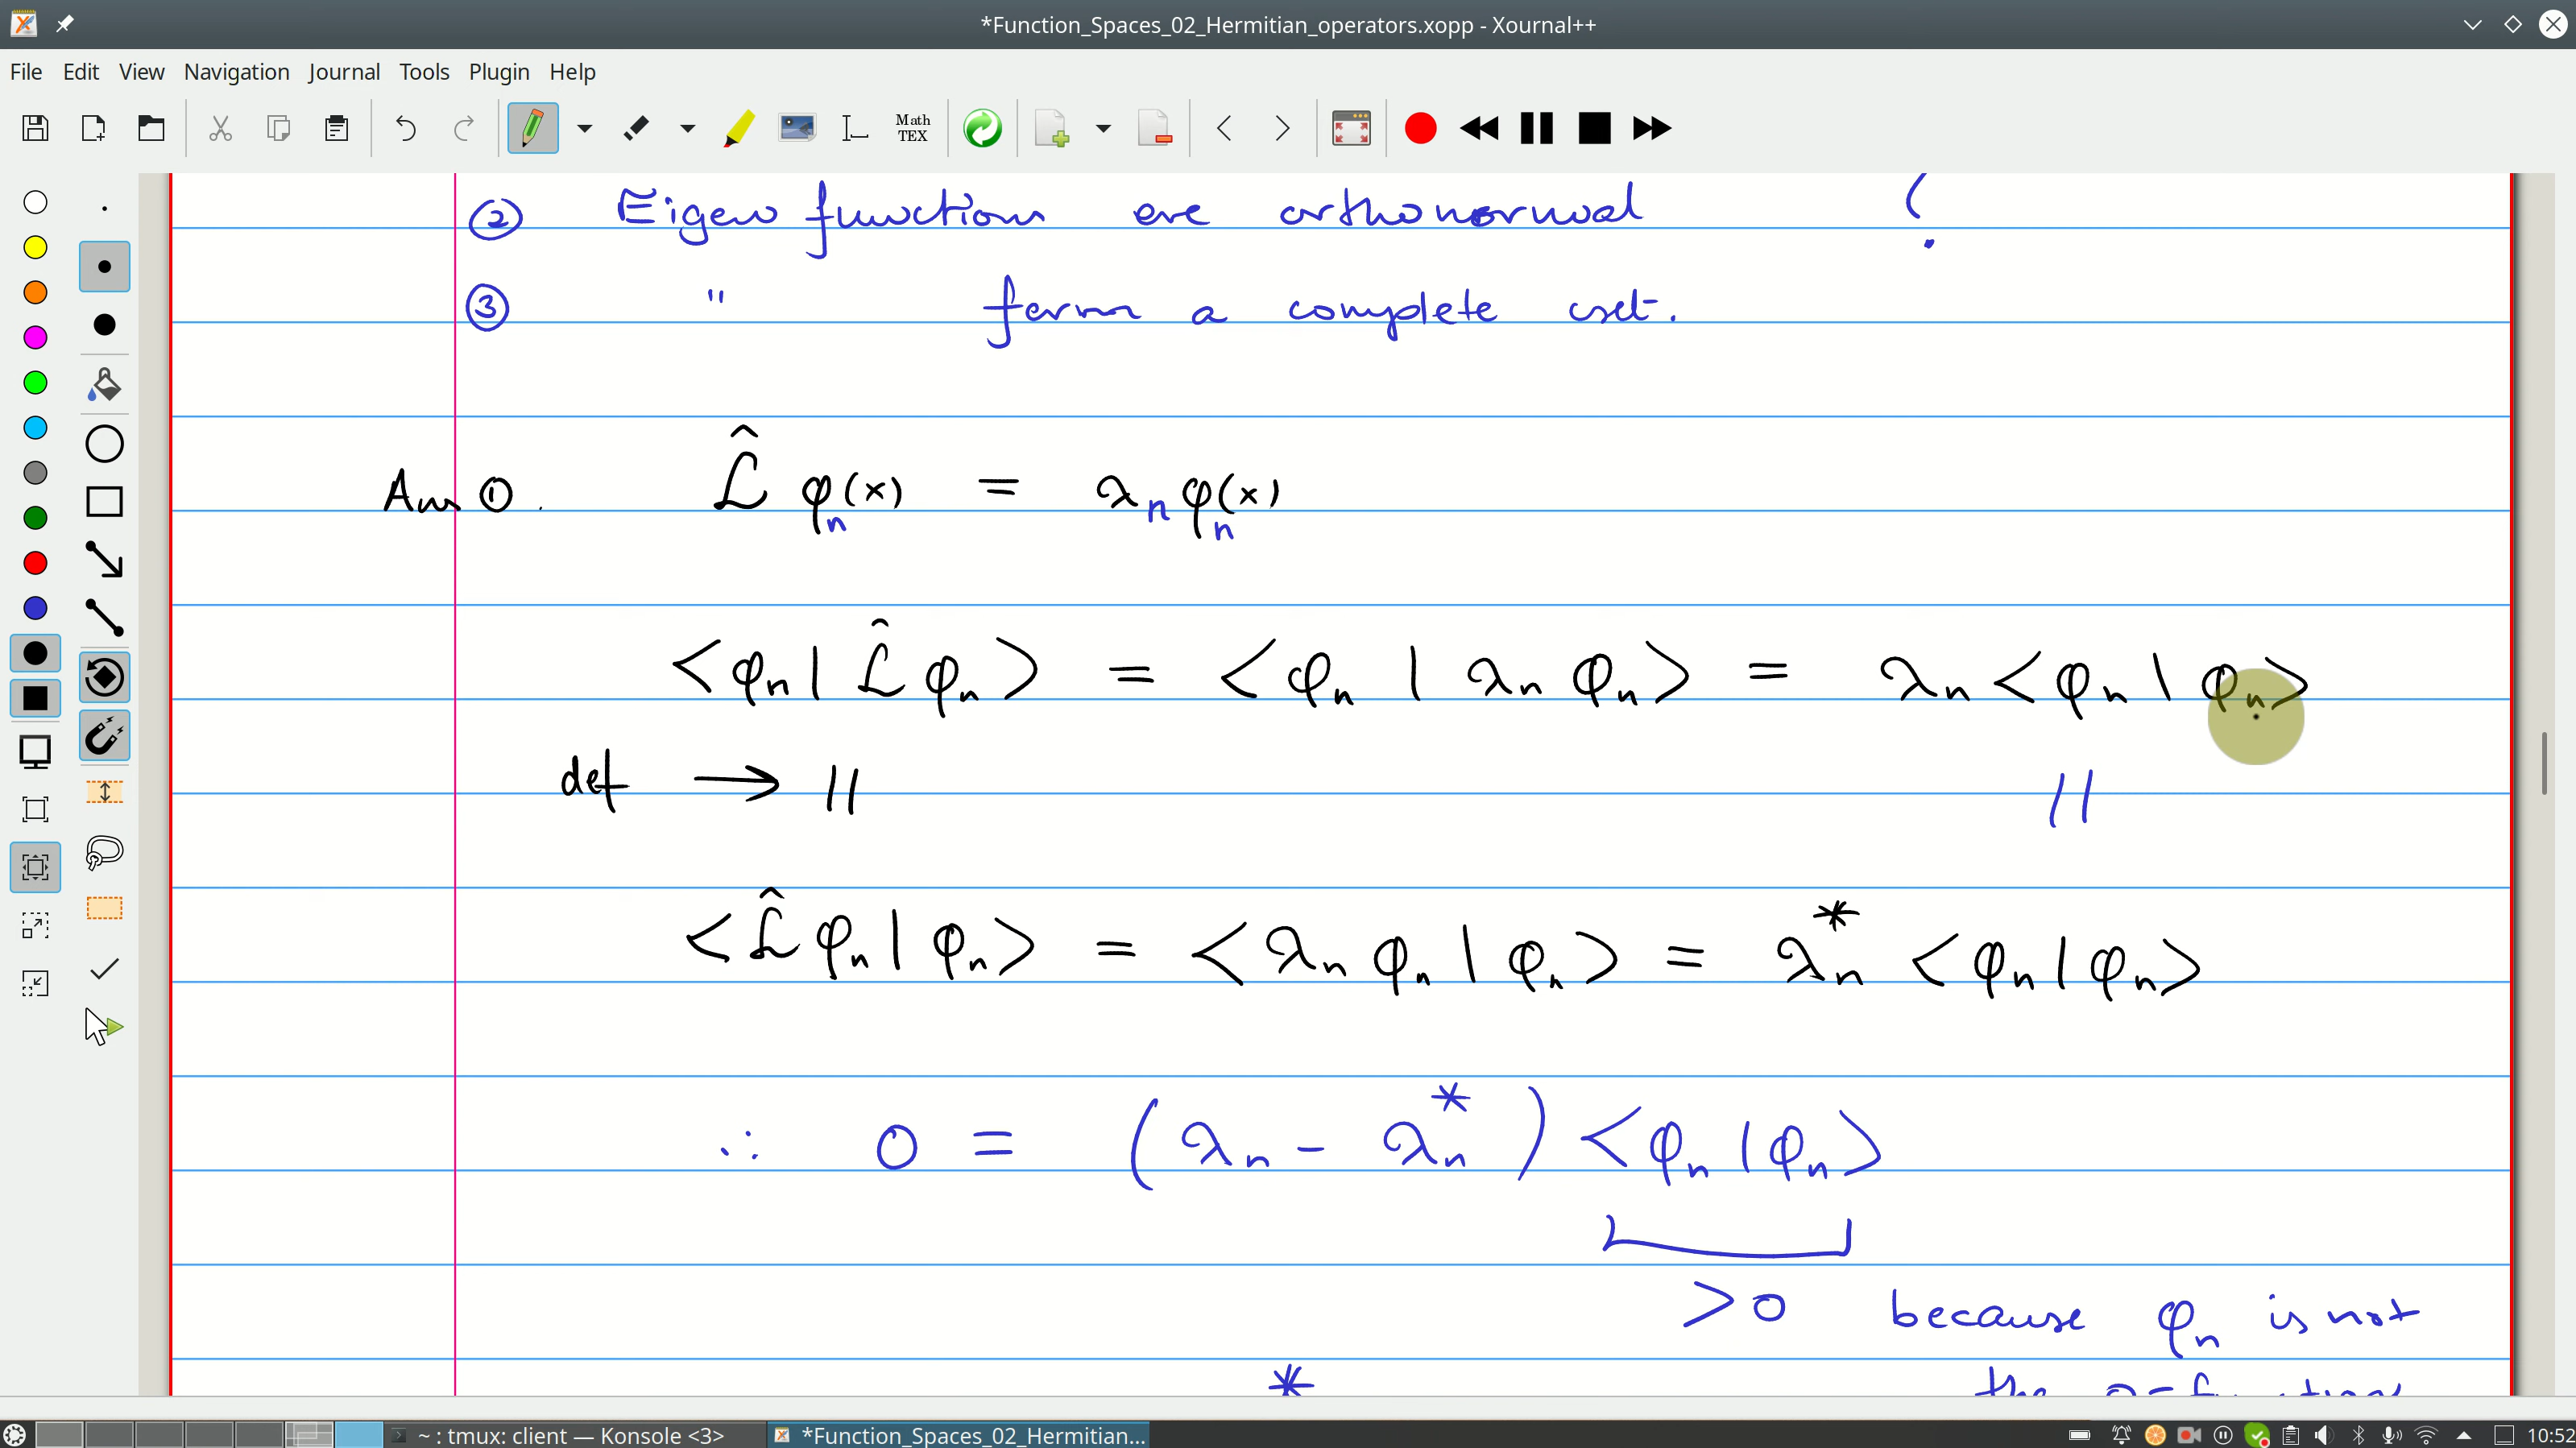 *Function_Spaces_02_Hermitian_operators.xopp - Xournal++
File Edit View Navigation Journal Tools Plugin Help
Math TEX
② Eigenfunctions are orthonormal ?
③ " form a complete set.
Ans ①. L̂ φₙ(x) = λₙ φₙ(x)
<φₙ | L̂ φₙ> = <φₙ | λₙ φₙ> = λₙ <φₙ | φₙ>
def → || ||
<L̂ φₙ | φₙ> = <λₙ φₙ | φₙ> = λₙ* <φₙ | φₙ>
∴ 0 = (λₙ - λₙ*) <φₙ | φₙ>
> 0 because φₙ is not
* the 0-function
~ : tmux: client — Konsole <3> *Function_Spaces_02_Hermitian... 10:52